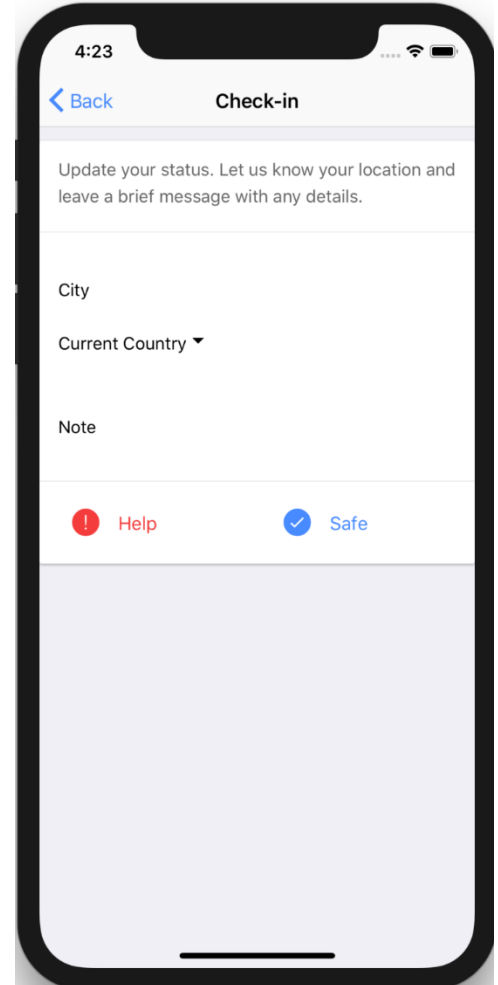 4:23
Back
Check-in
Update your status. Let us know your location and
leave a brief message with any details.
City
Current Country
Note
Help
Safe